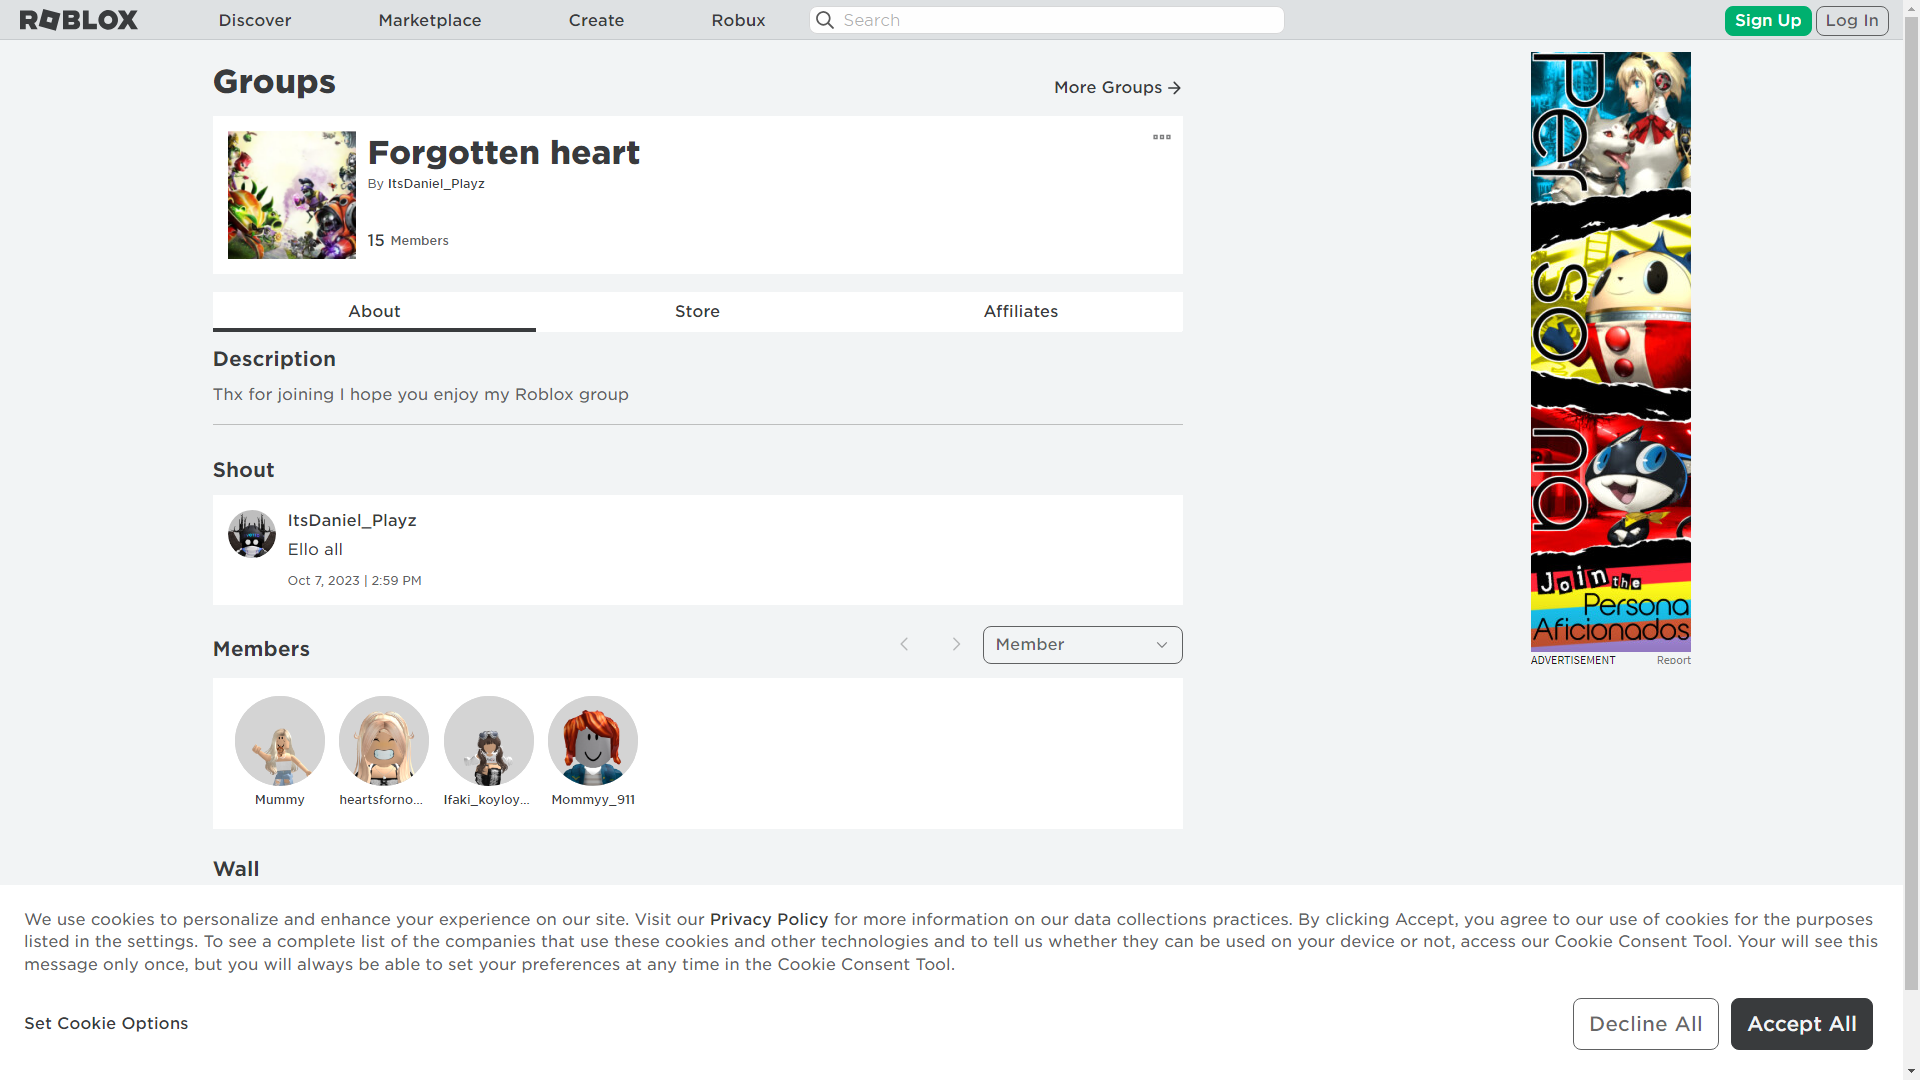 ROBLOX Discover Marketplace Create Robux Search Sign Up Log In
Groups
More Groups
Forgotten heart
By ItsDaniel_Playz
15 Members
About Store Affiliates
Description
Thx for joining I hope you enjoy my Roblox group
Shout
ItsDaniel_Playz
Ello all
Oct 7, 2023 | 2:59 PM
Members
Member
Mummy heartsforno... Ifaki_koyloy... Mommyy_911
Wall
Persona
Join the
Persona
Aficionados
ADVERTISEMENT Report
We use cookies to personalize and enhance your experience on our site. Visit our Privacy Policy for more information on our data collections practices. By clicking Accept, you agree to our use of cookies for the purposes
listed in the settings. To see a complete list of the companies that use these cookies and other technologies and to tell us whether they can be used on your device or not, access our Cookie Consent Tool. Your will see this
message only once, but you will always be able to set your preferences at any time in the Cookie Consent Tool.
Set Cookie Options
Decline All Accept All